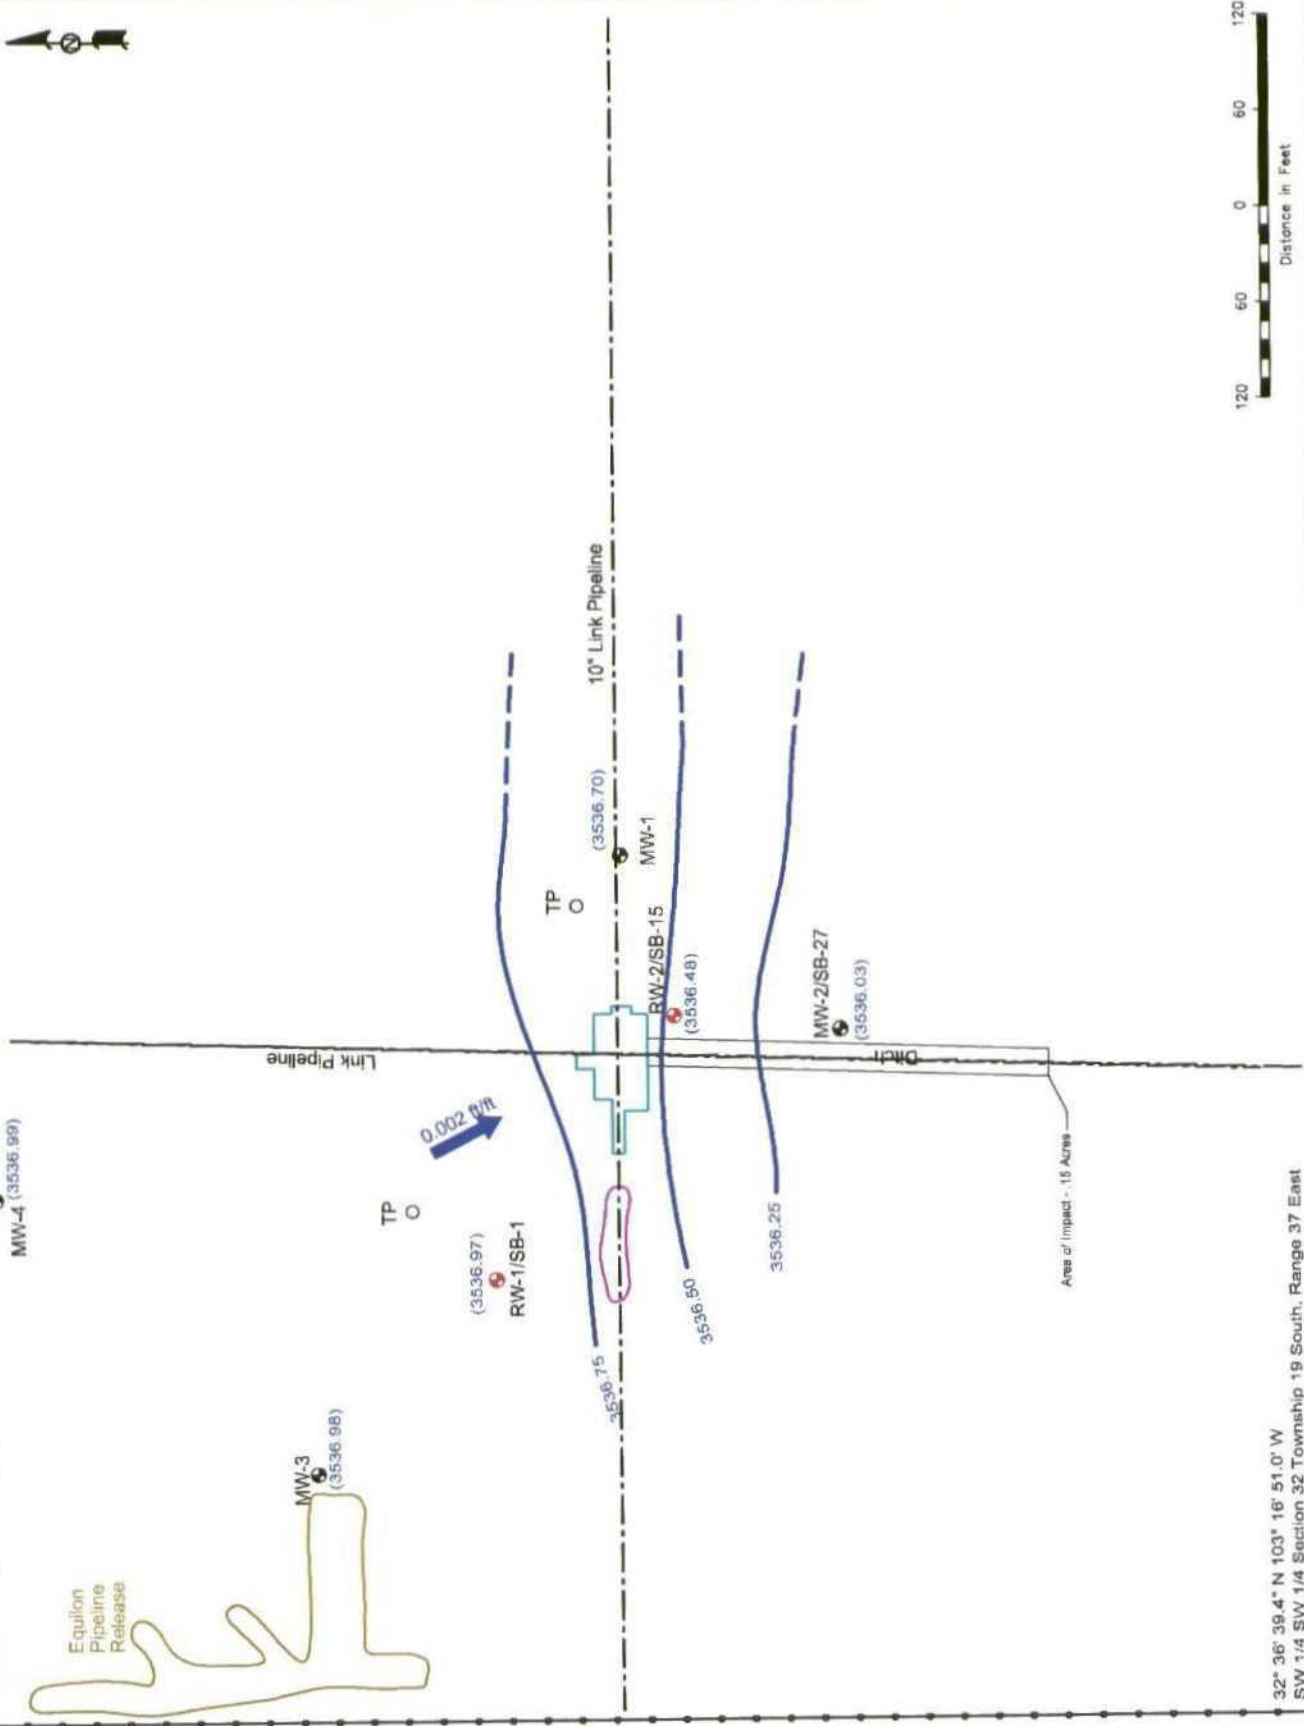 N
MW-4 (3536.99)
Equilon
Pipeline
Release
MW-3
(3536.98)
TP
(3536.97)
RW-1/SB-1
0.002 ft/ft
Link Pipeline
3536.75
3536.50
3536.25
TP
(3536.70)
MW-1
10" Link Pipeline
RW-2/SB-15
(3536.48)
MW-2/SB-27
(3536.03)
Ditch
Area of Impact - .15 Acres
120 60 0 60 120
Distance in Feet
32° 36' 39.4" N 103° 16' 51.0' W
SW 1/4 SW 1/4 Section 32 Township 19 South, Range 37 East